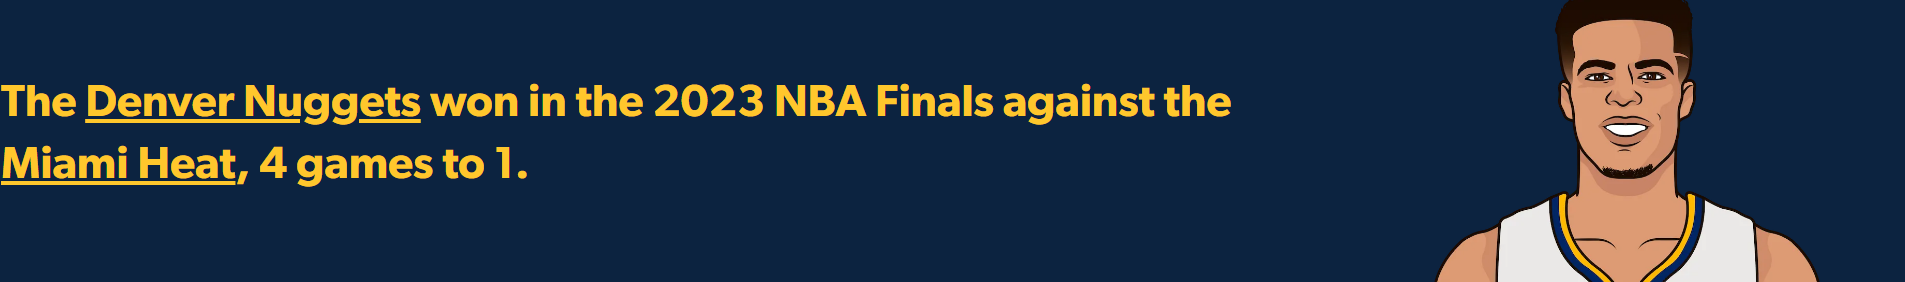 The Denver Nuggets won in the 2023 NBA Finals against the
Miami Heat, 4 games to 1.